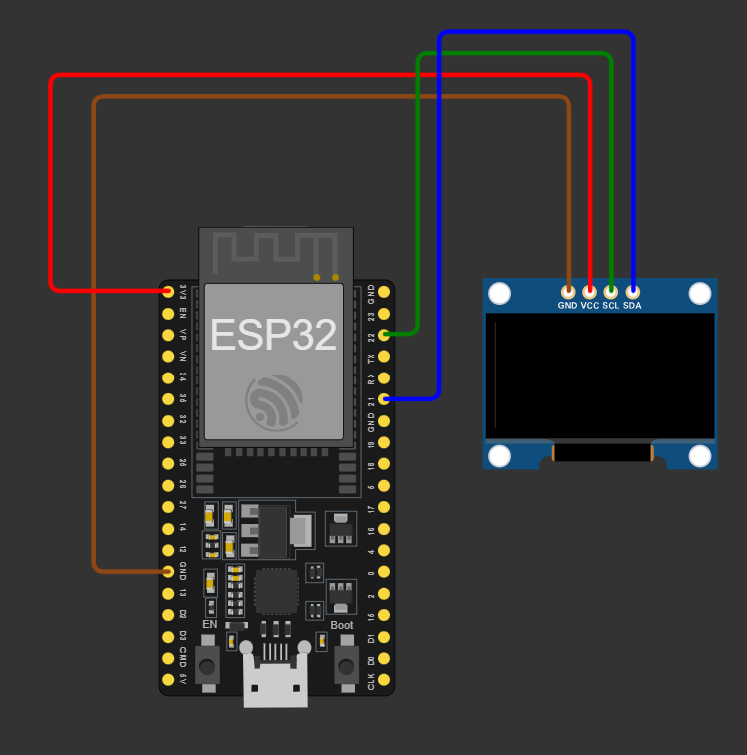 GND VCC SCL SDA
ESP32
3V3
EN
VP
VN
34
35
32
33
25
26
27
14
12
GND
13
D2
D3
CMD
5V
GND
23
22
TX
RX
21
GND
19
18
5
17
16
4
0
2
15
D1
D0
CLK
EN
Boot